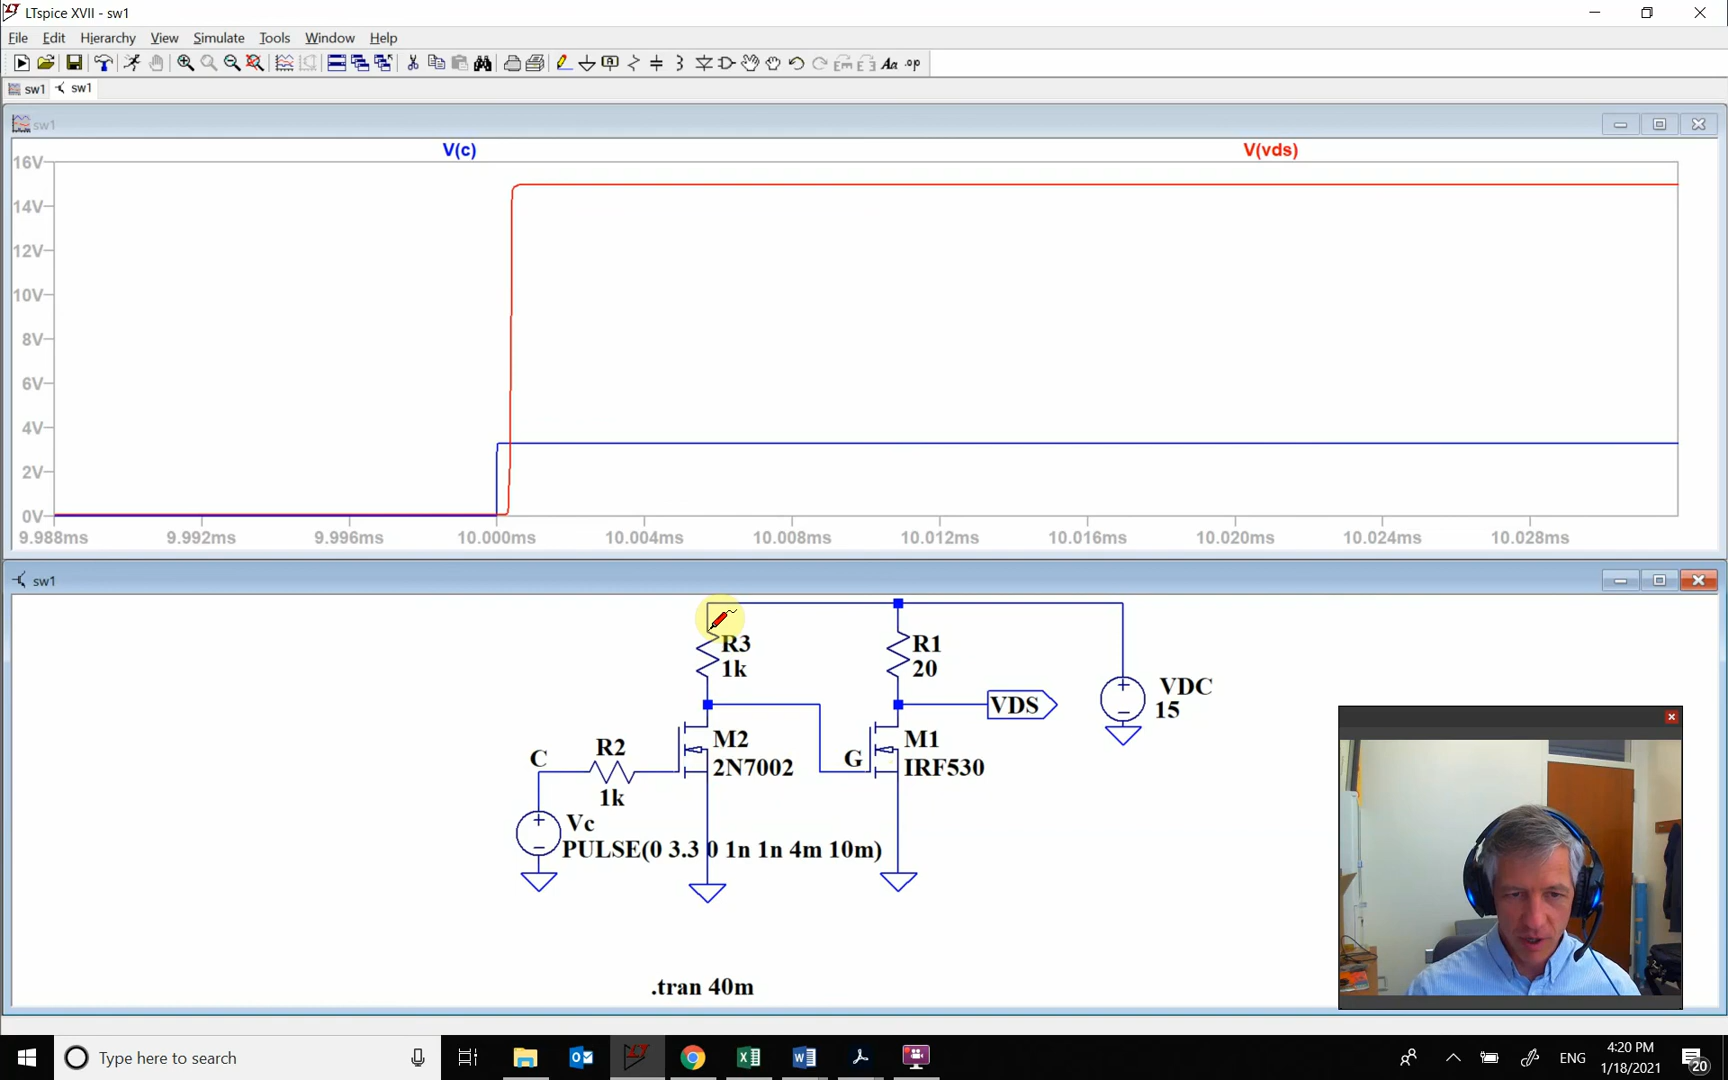 LTspice XVII - sw1
File Edit Hierarchy View Simulate Tools Window Help
sw1 sw1
sw1
V(c) V(vds)
16V
14V
12V
10V
8V
6V
4V
2V
0V
9.988ms 9.992ms 9.996ms 10.000ms 10.004ms 10.008ms 10.012ms 10.016ms 10.020ms 10.024ms 10.028ms
sw1
R3
1k
R1
20
VDS
VDC
15
C
R2
1k
M2
2N7002
G
M1
IRF530
Vc
PULSE(0 3.3 0 1n 1n 4m 10m)
.tran 40m
Type here to search
ENG
4:20 PM
1/18/2021
20